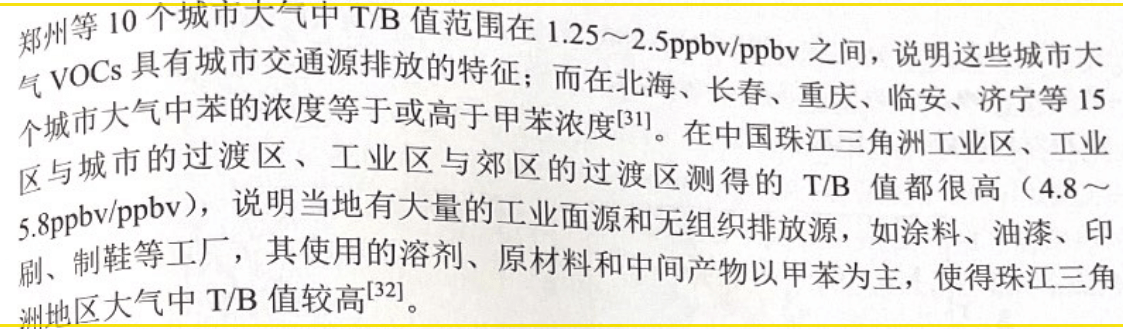 郑州等 10 个城市大气中 T/B 值范围在 1.25～2.5ppbv/ppbv 之间，说明这些城市大
气 VOCs 具有城市交通源排放的特征；而在北海、长春、重庆、临安、济宁等 15
个城市大气中苯的浓度等于或高于甲苯浓度[31]。在中国珠江三角洲工业区、工业
区与城市的过渡区、工业区与郊区的过渡区测得的 T/B 值都很高（4.8～
5.8ppbv/ppbv），说明当地有大量的工业面源和无组织排放源，如涂料、油漆、印
刷、制鞋等工厂，其使用的溶剂、原材料和中间产物以甲苯为主，使得珠江三角
洲地区大气中 T/B 值较高[32]。